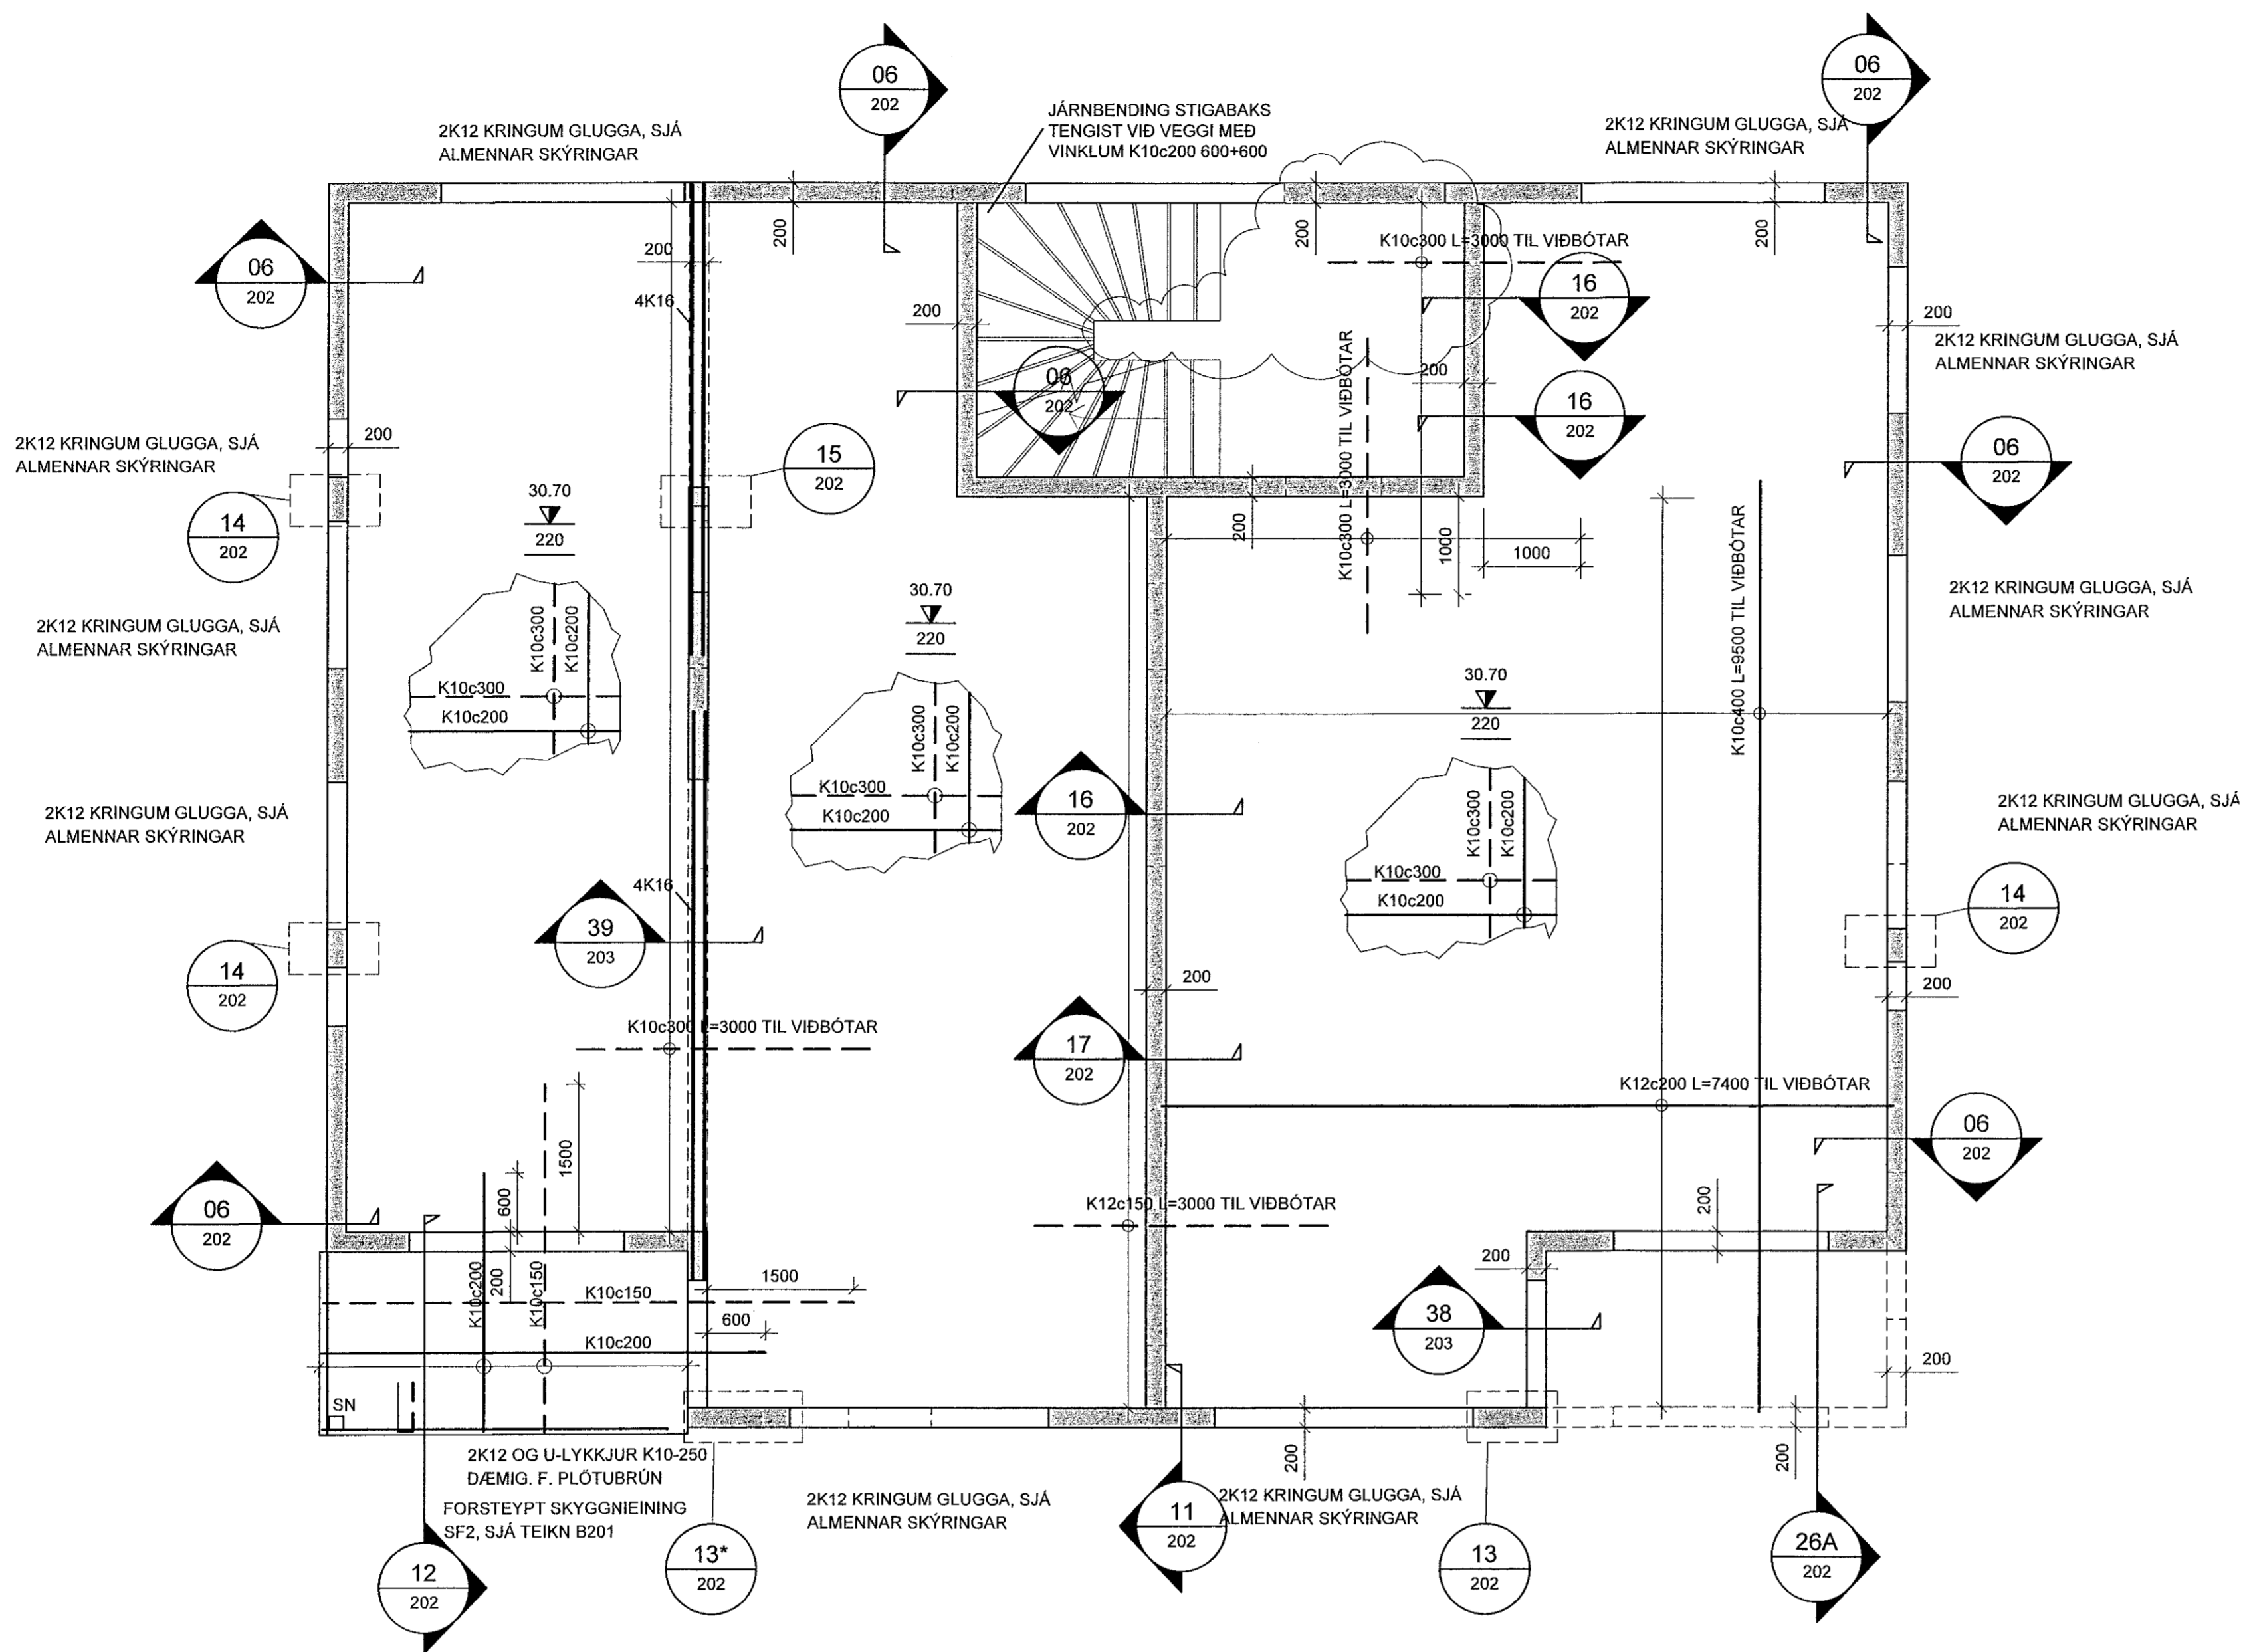 06
202
06
202
2K12 KRINGUM GLUGGA, SJÁ
ALMENNAR SKÝRINGAR
JÁRNBENDING STIGABAKS
TENGIST VIÐ VEGGI MEÐ
VINKLUM K10c200 600+600
2K12 KRINGUM GLUGGA, SJÁ
ALMENNAR SKÝRINGAR
200
200
200
200
K10c300 L=3000 TIL VIÐBÓTAR
06
202
4K16
200
16
202
200
2K12 KRINGUM GLUGGA, SJÁ
ALMENNAR SKÝRINGAR
K10c300 L=3000 TIL VIÐBÓTAR
200
06
202
16
202
2K12 KRINGUM GLUGGA, SJÁ
ALMENNAR SKÝRINGAR
200
15
202
06
202
14
202
30.70
220
200
1000
1000
K10c400 L=9500 TIL VIÐBÓTAR
2K12 KRINGUM GLUGGA, SJÁ
ALMENNAR SKÝRINGAR
30.70
220
2K12 KRINGUM GLUGGA, SJÁ
ALMENNAR SKÝRINGAR
K10c300
K10c200
K10c300
K10c200
30.70
220
K10c300
K10c200
K10c300
K10c200
2K12 KRINGUM GLUGGA, SJÁ
ALMENNAR SKÝRINGAR
16
202
K10c300
K10c200
K10c300
K10c200
2K12 KRINGUM GLUGGA, SJÁ
ALMENNAR SKÝRINGAR
4K16
39
203
14
202
14
202
200
200
K10c300 L=3000 TIL VIÐBÓTAR
17
202
K12c200 L=7400 TIL VIÐBÓTAR
1500
600
06
202
06
202
K12c150 L=3000 TIL VIÐBÓTAR
200
200
K10c200
200
K10c150
K10c150
1500
600
K10c200
38
203
200
SN
2K12 OG U-LYKKJUR K10-250
DÆMIG. F. PLÖTUBRÚN
FORSTEYPT SKYGGNIEINING
SF2, SJÁ TEIKN B201
200
200
2K12 KRINGUM GLUGGA, SJÁ
ALMENNAR SKÝRINGAR
2K12 KRINGUM GLUGGA, SJÁ
ALMENNAR SKÝRINGAR
11
202
12
202
13*
202
13
202
26A
202